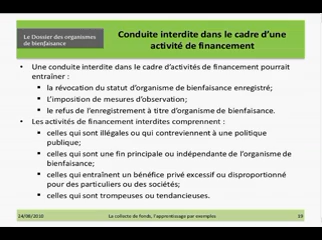 Le Dossier des organismes
de bienfaisance
Conduite interdite dans le cadre d'une
activité de financement
• Une conduite interdite dans le cadre d'activités de financement pourrait
entraîner :
▪ la révocation du statut d'organisme de bienfaisance enregistré;
▪ L'imposition de mesures d'observation;
▪ le refus de l'enregistrement à titre d'organisme de bienfaisance.
• Les activités de financement interdites comprennent :
▪ celles qui sont illégales ou qui contreviennent à une politique
publique;
▪ celles qui sont une fin principale ou indépendante de l'organisme de
bienfaisance;
▪ celles qui entraînent un bénéfice privé excessif ou disproportionné
pour des particuliers ou des sociétés;
▪ celles qui sont trompeuses ou tendancieuses.
24/08/2010
La collecte de fonds, l'apprentissage par exemples
19